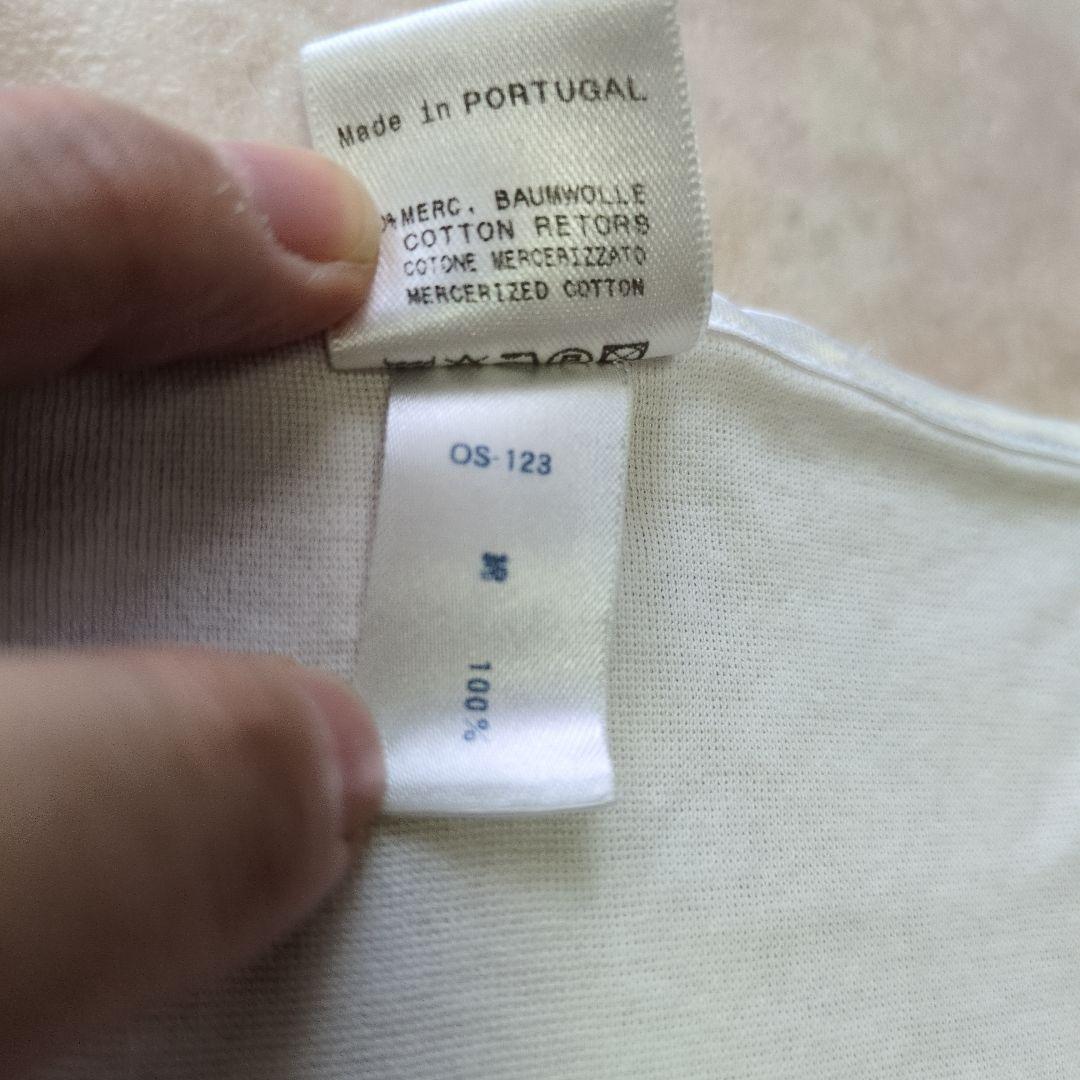 Made in PORTUGAL
% MERC. BAUMWOLLE
COTTON RETORS
COTONE MERCERIZZATO
MERCERIZED COTTON
OS-123
綿
100%